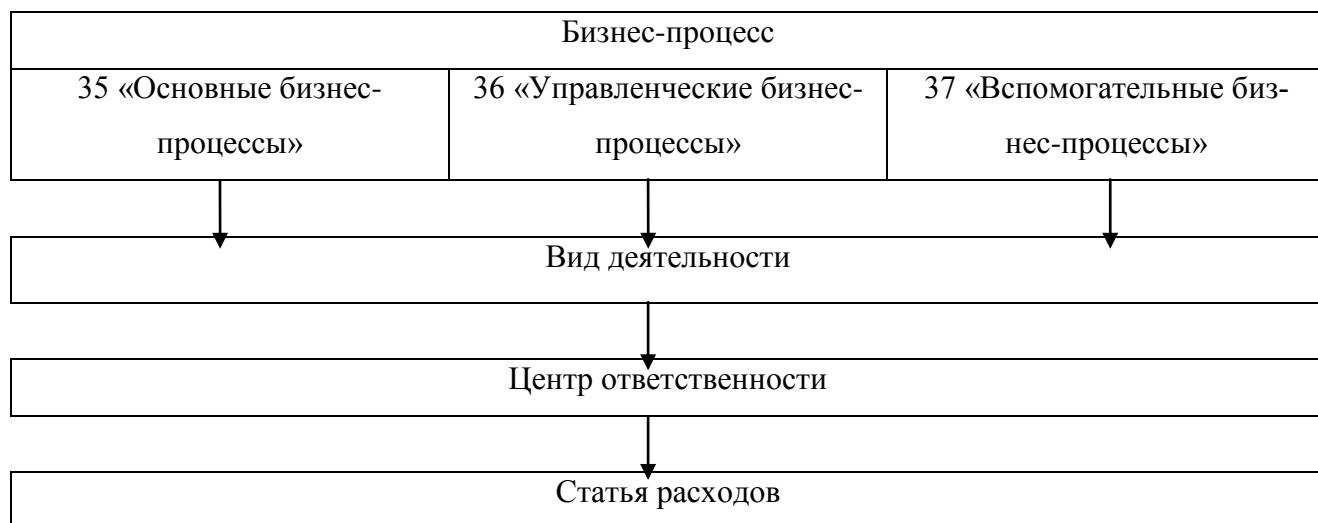 Бизнес-процесс
35 «Основные бизнес-
процессы»
36 «Управленческие бизнес-
процессы»
37 «Вспомогательные биз-
нес-процессы»
Вид деятельности
Центр ответственности
Статья расходов